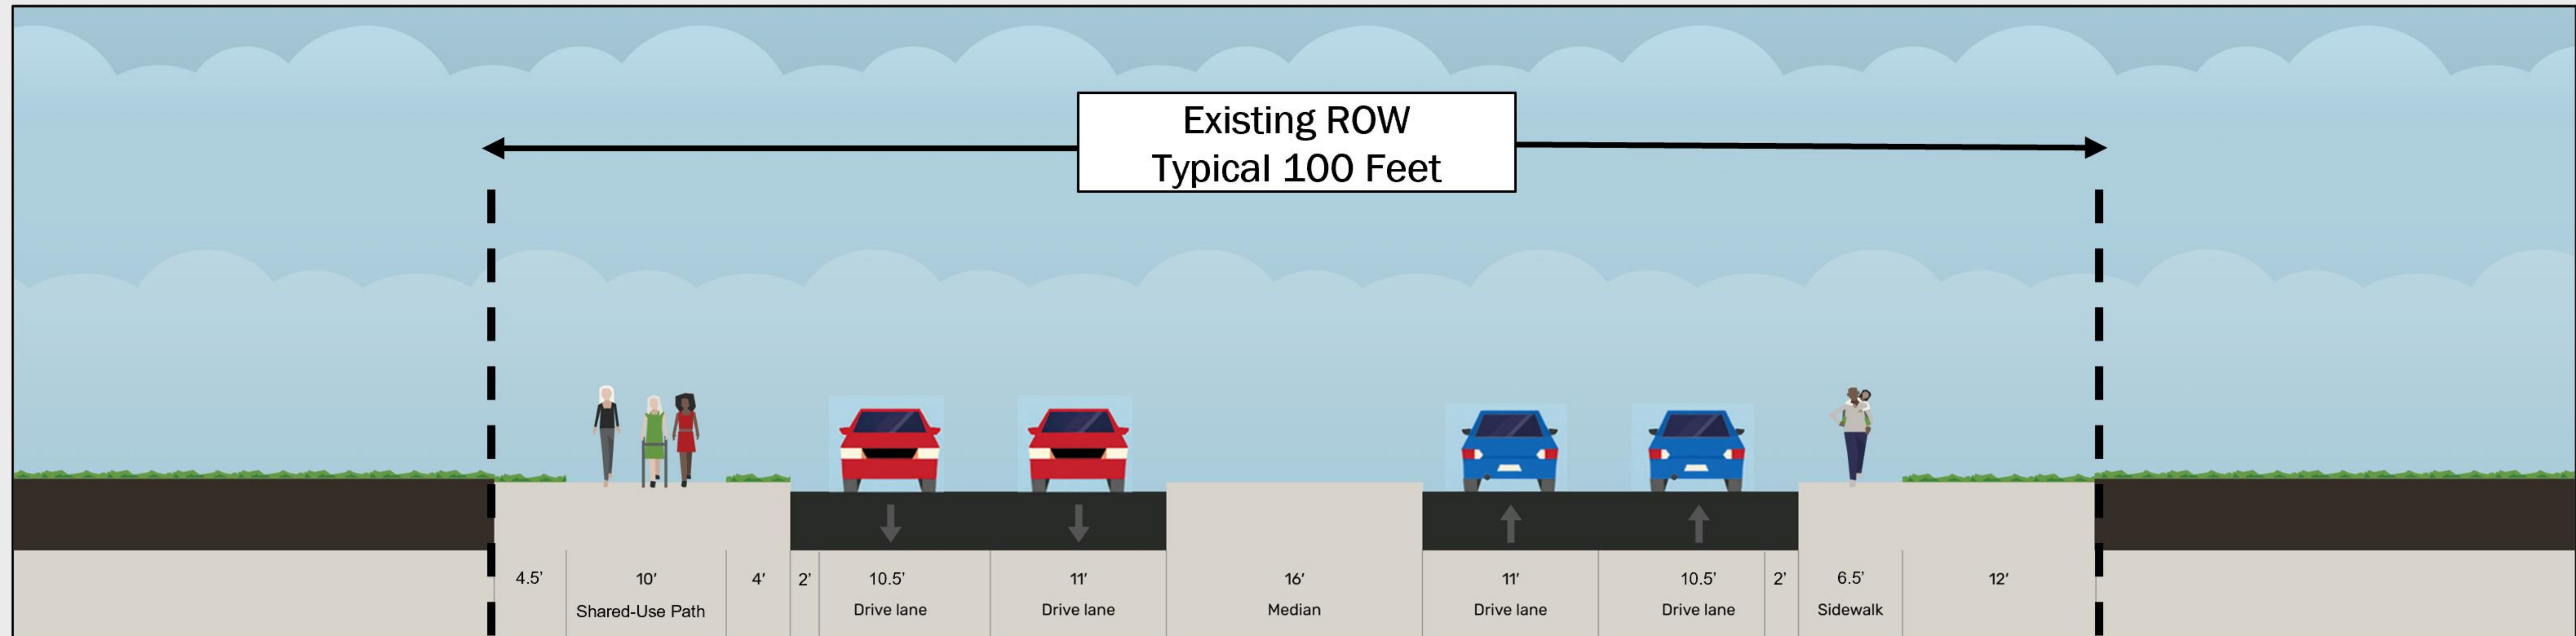 Existing ROW
Typical 100 Feet
4.5' 10' 4' 2' 10.5' 11' 16' 11' 10.5' 2' 6.5' 12'
Shared-Use Path Drive lane Drive lane Median Drive lane Drive lane Sidewalk